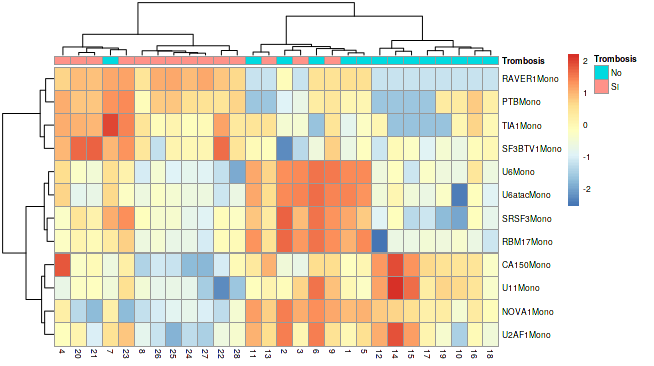 Trombosis
RAVER1Mono
PTBMono
TIA1Mono
SF3BTV1Mono
U6Mono
U6atacMono
SRSF3Mono
RBM17Mono
CA150Mono
U11Mono
NOVA1Mono
U2AF1Mono
4 20 21 7 23 8 26 25 24 27 22 28 11 13 2 3 6 9 1 5 12 14 15 17 19 10 16 18
2
1
0
-1
-2
Trombosis
No
SI